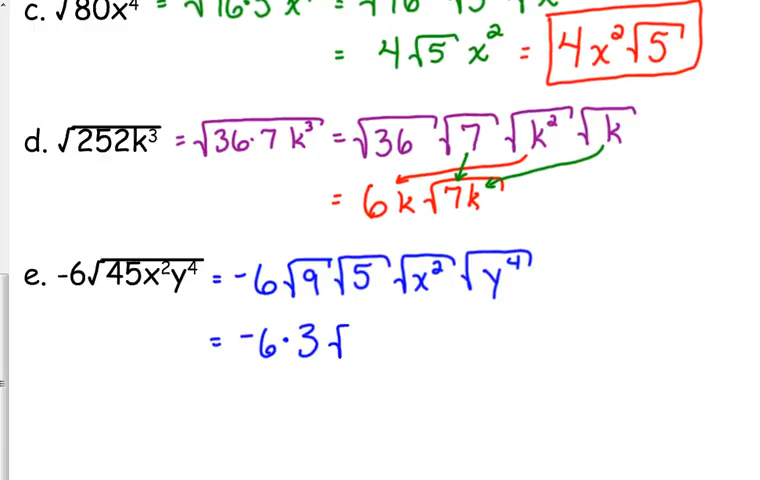 c. √80x⁴ = √16·5 x = √16 √5 √x
= 4√5 x² = 4x²√5
d. √252k³ = √36·7 k³ = √36 √7 √k² √k
= 6k√7k
e. -6√45x²y⁴ = -6√9 √5 √x² √y⁴
= -6·3√